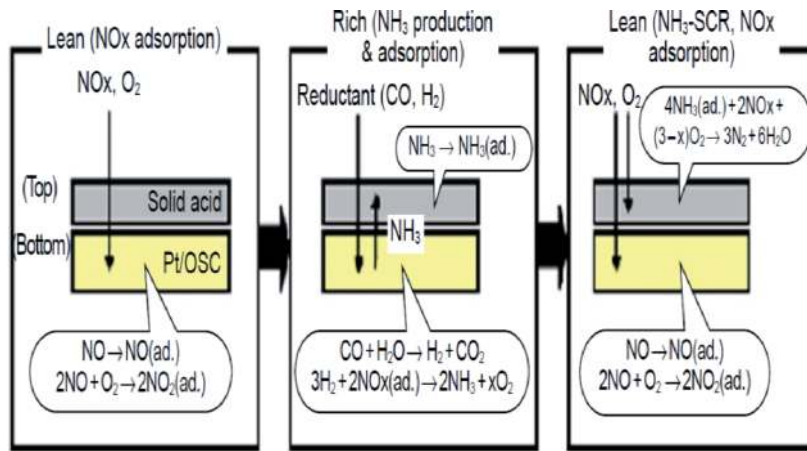 Lean (NOx adsorption)
NOx, O₂
(Top)
Solid acid
(Bottom)
Pt/OSC
NO→NO(ad.)
2NO+O₂→2NO₂(ad.)
Rich (NH₃ production
& adsorption)
Reductant (CO, H₂)
NH₃→NH₃(ad.)
NH₃
CO+H₂O→H₂+CO₂
3H₂+2NOx(ad.)→2NH₃+xO₂
Lean (NH₃-SCR, NOx
adsorption)
NOx, O₂
4NH₃(ad.)+2NOx+
(3–x)O₂→3N₂+6H₂O
NO→NO(ad.)
2NO+O₂→2NO₂(ad.)